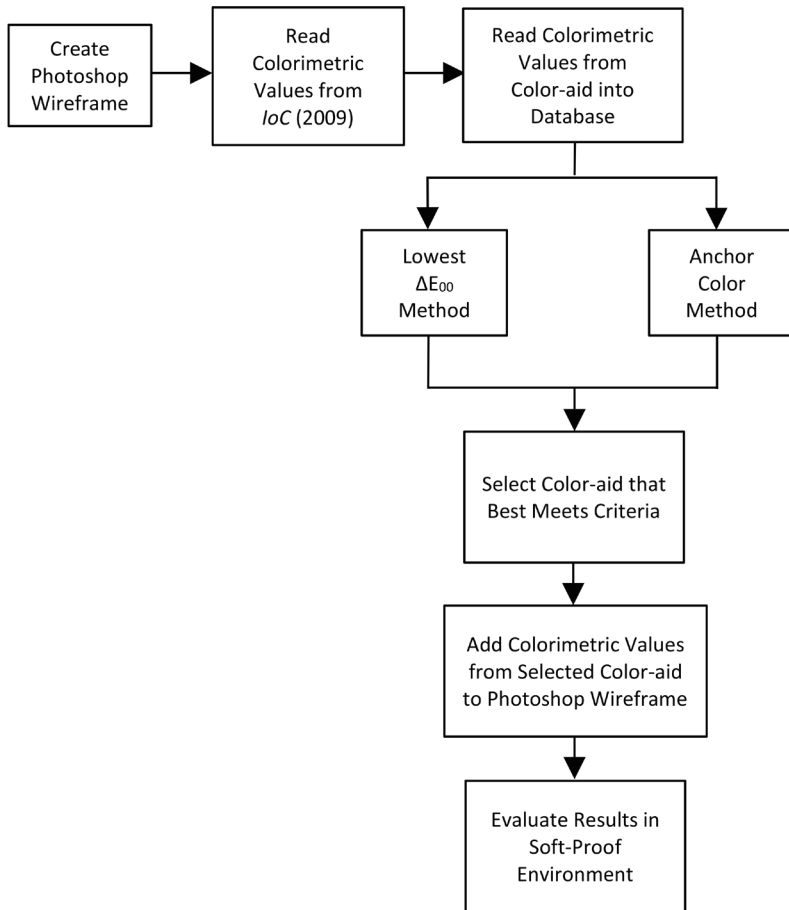 Create
Photoshop
Wireframe
Read
Colorimetric
Values from
IoC (2009)
Read Colorimetric
Values from
Color-aid into
Database
Lowest
ΔE₀₀
Method
Anchor
Color
Method
Select Color-aid that
Best Meets Criteria
Add Colorimetric Values
from Selected Color-aid
to Photoshop Wireframe
Evaluate Results in
Soft-Proof
Environment